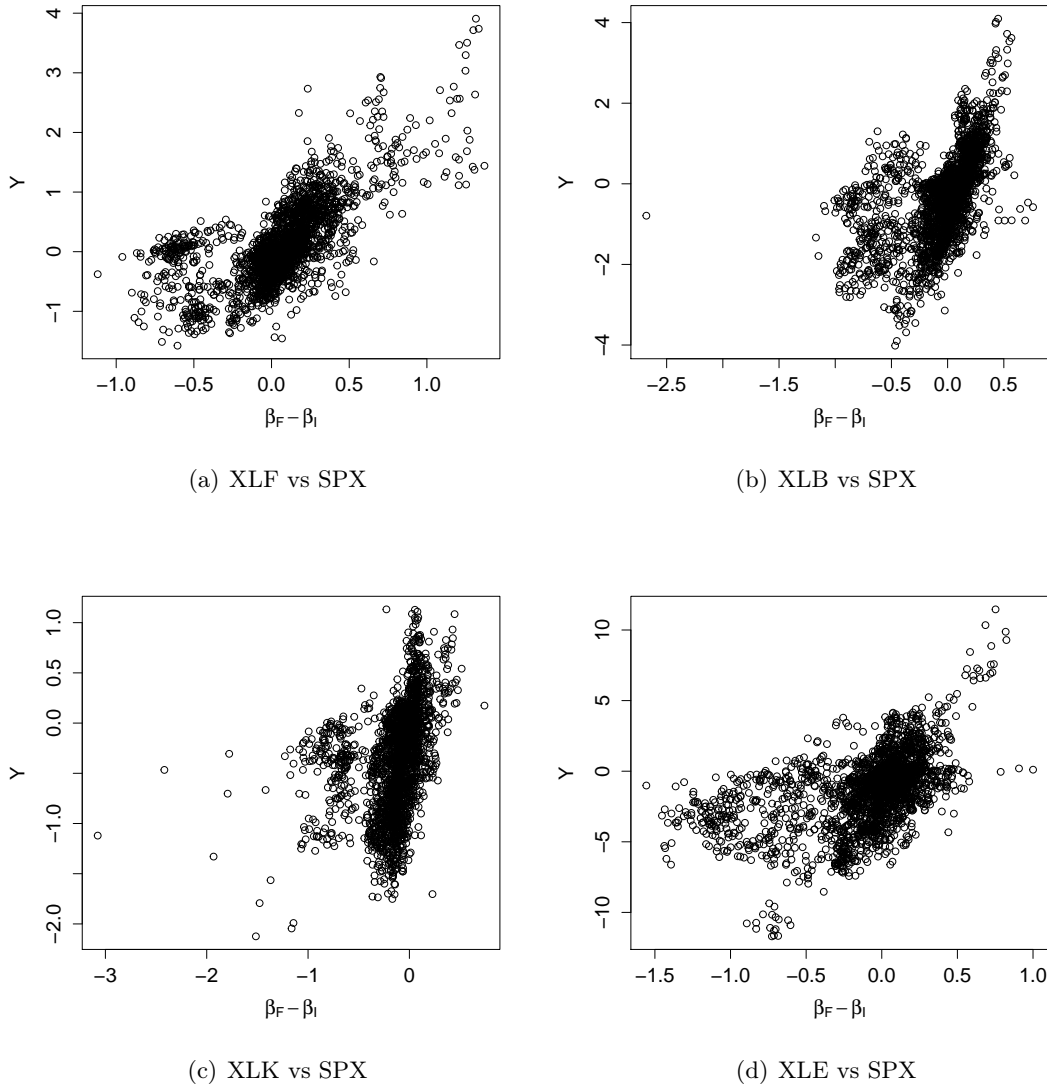 4
3
2
1
0
−1
Y
−1.0 −0.5 0.0 0.5 1.0
βF − βI
(a) XLF vs SPX
4
2
0
−2
−4
Y
−2.5 −1.5 −0.5 0.0 0.5
βF − βI
(b) XLB vs SPX
1.0
0.5
0.0
−1.0
−2.0
Y
−3 −2 −1 0
βF − βI
(c) XLK vs SPX
10
5
0
−5
−10
Y
−1.5 −1.0 −0.5 0.0 0.5 1.0
βF − βI
(d) XLE vs SPX